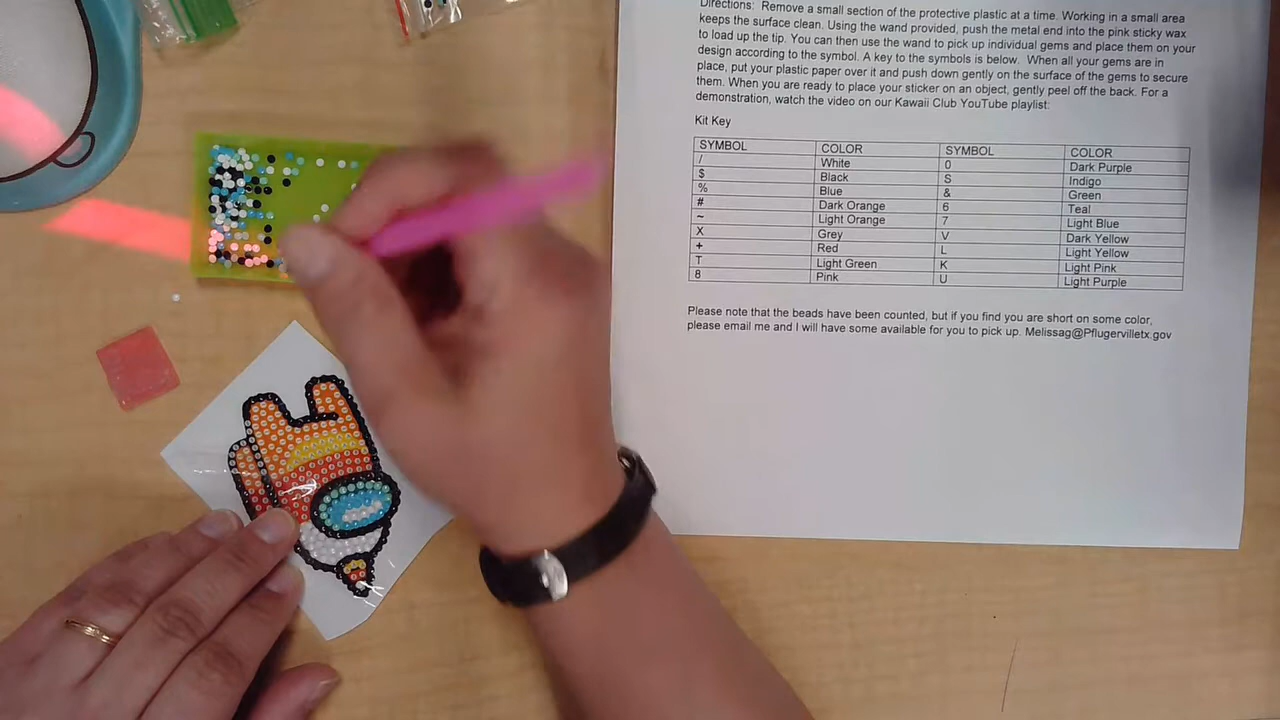 Directions: Remove a small section of the protective plastic at a time. Working in a small area
keeps the surface clean. Using the wand provided, push the metal end into the pink sticky wax
to load up the tip. You can then use the wand to pick up individual gems and place them on your
design according to the symbol. A key to the symbols is below. When all your gems are in
place, put your plastic paper over it and push down gently on the surface of the gems to secure
them. When you are ready to place your sticker on an object, gently peel off the back. For a
demonstration, watch the video on our Kawaii Club YouTube playlist:
Kit Key
SYMBOL COLOR SYMBOL COLOR
/ White 0 Dark Purple
$ Black S Indigo
% Blue & Green
# Dark Orange 6 Teal
~ Light Orange 7 Light Blue
X Grey V Dark Yellow
+ Red L Light Yellow
T Light Green K Light Pink
8 Pink U Light Purple
Please note that the beads have been counted, but if you find you are short on some color,
please email me and I will have some available for you to pick up. Melissag@Pflugervilletx.gov